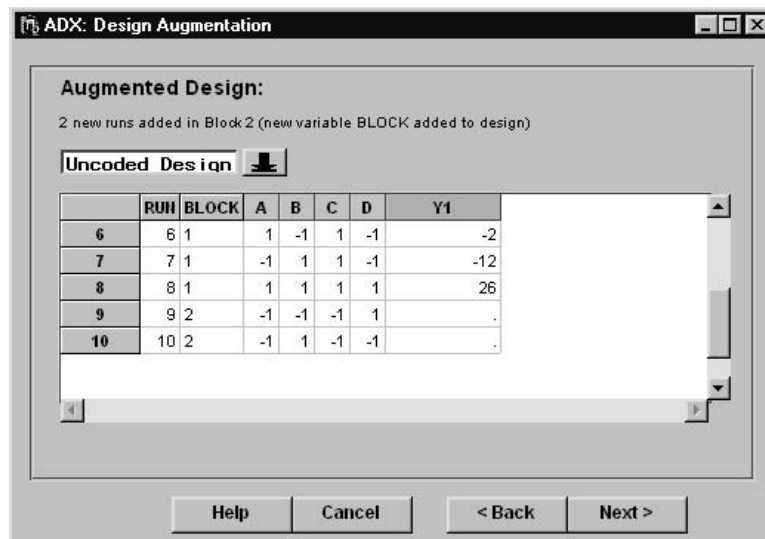 ADX: Design Augmentation
Augmented Design:
2 new runs added in Block 2 (new variable BLOCK added to design)
Uncoded Design
RUN BLOCK A B C D Y1
6 6 1 1 -1 1 -1 -2
7 7 1 -1 1 1 -1 -12
8 8 1 1 1 1 1 26
9 9 2 -1 -1 -1 1 .
10 10 2 -1 1 -1 -1 .
Help Cancel < Back Next >